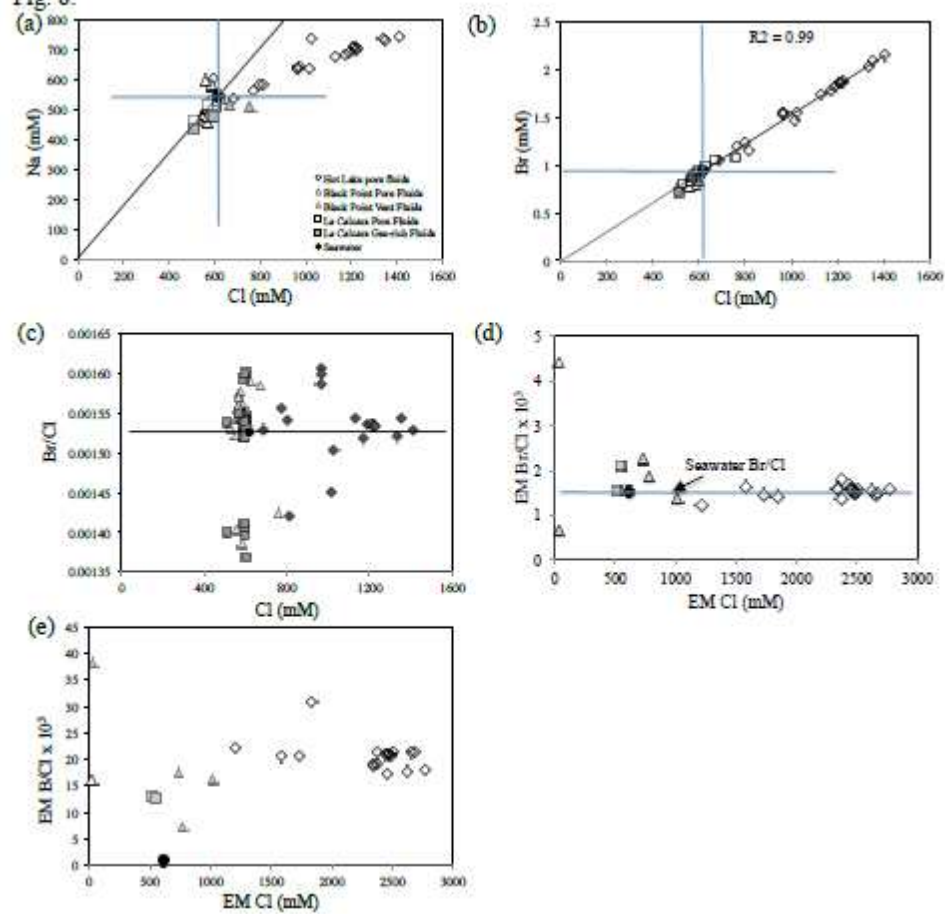 Fig. 6.
(a)
Na (mM)
800
700
600
500
400
300
200
100
0
0 200 400 600 800 1000 1200 1400 1600
Cl (mM)
Hot Lake pore fluids
Black Point Pore Fluids
Black Point Vent Fluids
La Calcara Pore Fluids
La Calcara Gas-rich Fluids
Seawater
(b)
R2 = 0.99
Br (mM)
2.5
2
1.5
1
0.5
0
0 200 400 600 800 1000 1200 1400 1600
Cl (mM)
(c)
Br/Cl
0.00165
0.00160
0.00155
0.00150
0.00145
0.00140
0.00135
0 400 800 1200 1600
Cl (mM)
(d)
EM Br/Cl x 10³
5
4
3
2
1
0
Seawater Br/Cl
0 500 1000 1500 2000 2500 3000
EM Cl (mM)
(e)
EM B/Cl x 10³
45
40
35
30
25
20
15
10
5
0
0 500 1000 1500 2000 2500 3000
EM Cl (mM)